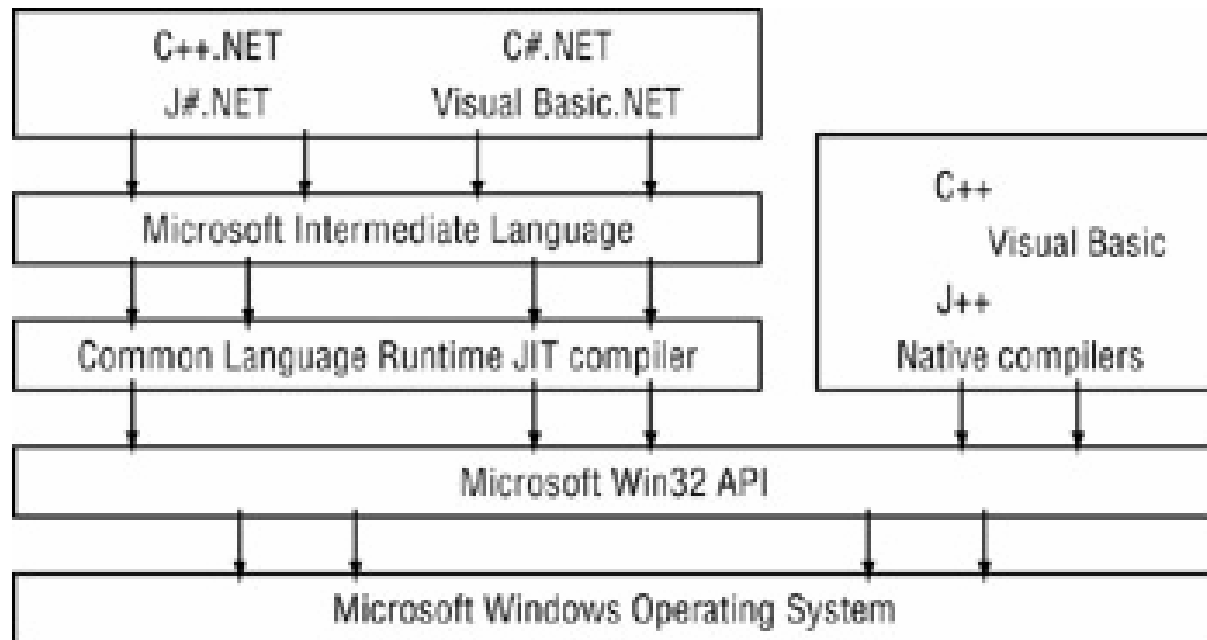 C++.NET C#.NET
J#.NET Visual Basic.NET
Microsoft Intermediate Language
Common Language Runtime JIT compiler
C++
Visual Basic
J++
Native compilers
Microsoft Win32 API
Microsoft Windows Operating System